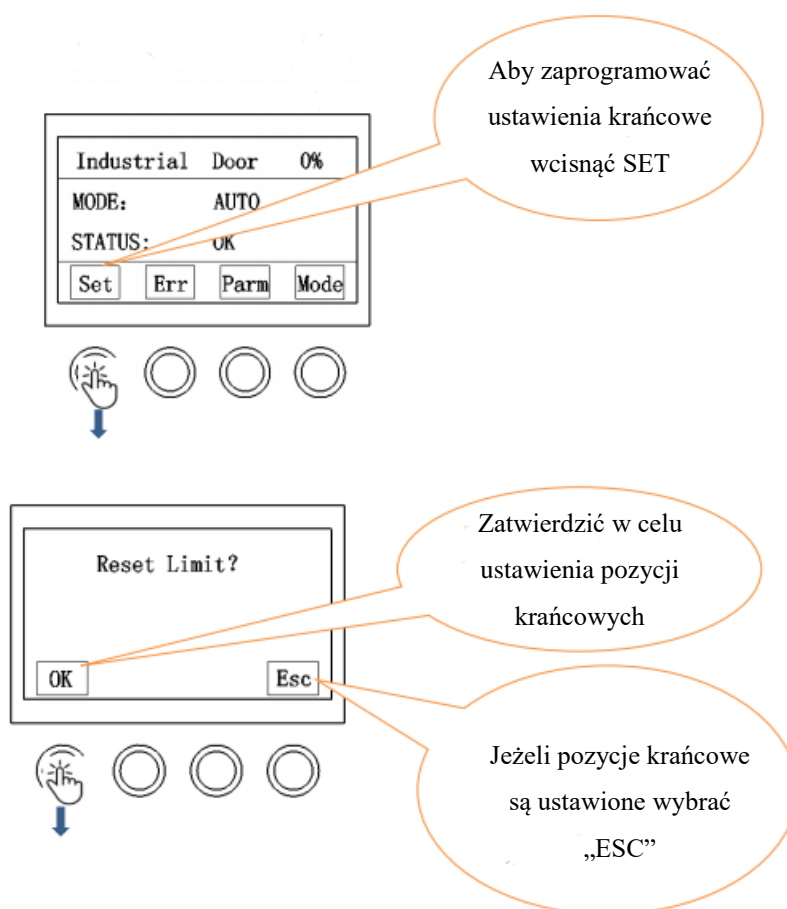 Aby zaprogramować
ustawienia krańcowe
wcisnąć SET
Industrial Door 0%
MODE: AUTO
STATUS: OK
Set Err Parm Mode
Zatwierdzić w celu
ustawienia pozycji
krańcowych
Reset Limit?
OK Esc
Jeżeli pozycje krańcowe
są ustawione wybrać
„ESC”